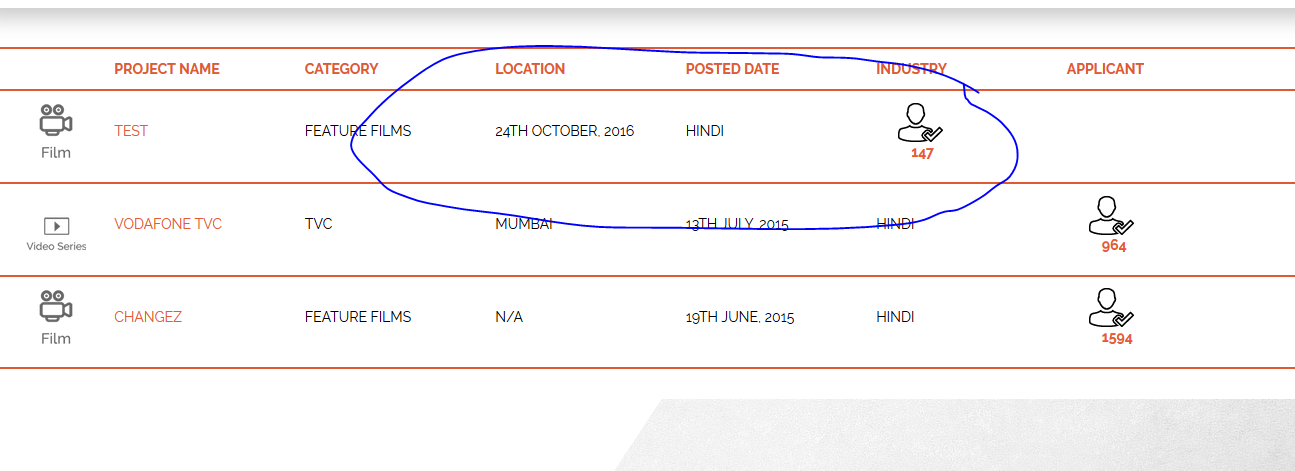 PROJECT NAME CATEGORY LOCATION POSTED DATE INDUSTRY APPLICANT
Film TEST FEATURE FILMS 24TH OCTOBER, 2016 HINDI 147
Video Series VODAFONE TVC TVC MUMBAI 13TH JULY, 2015 HINDI 964
Film CHANGEZ FEATURE FILMS N/A 19TH JUNE, 2015 HINDI 1594